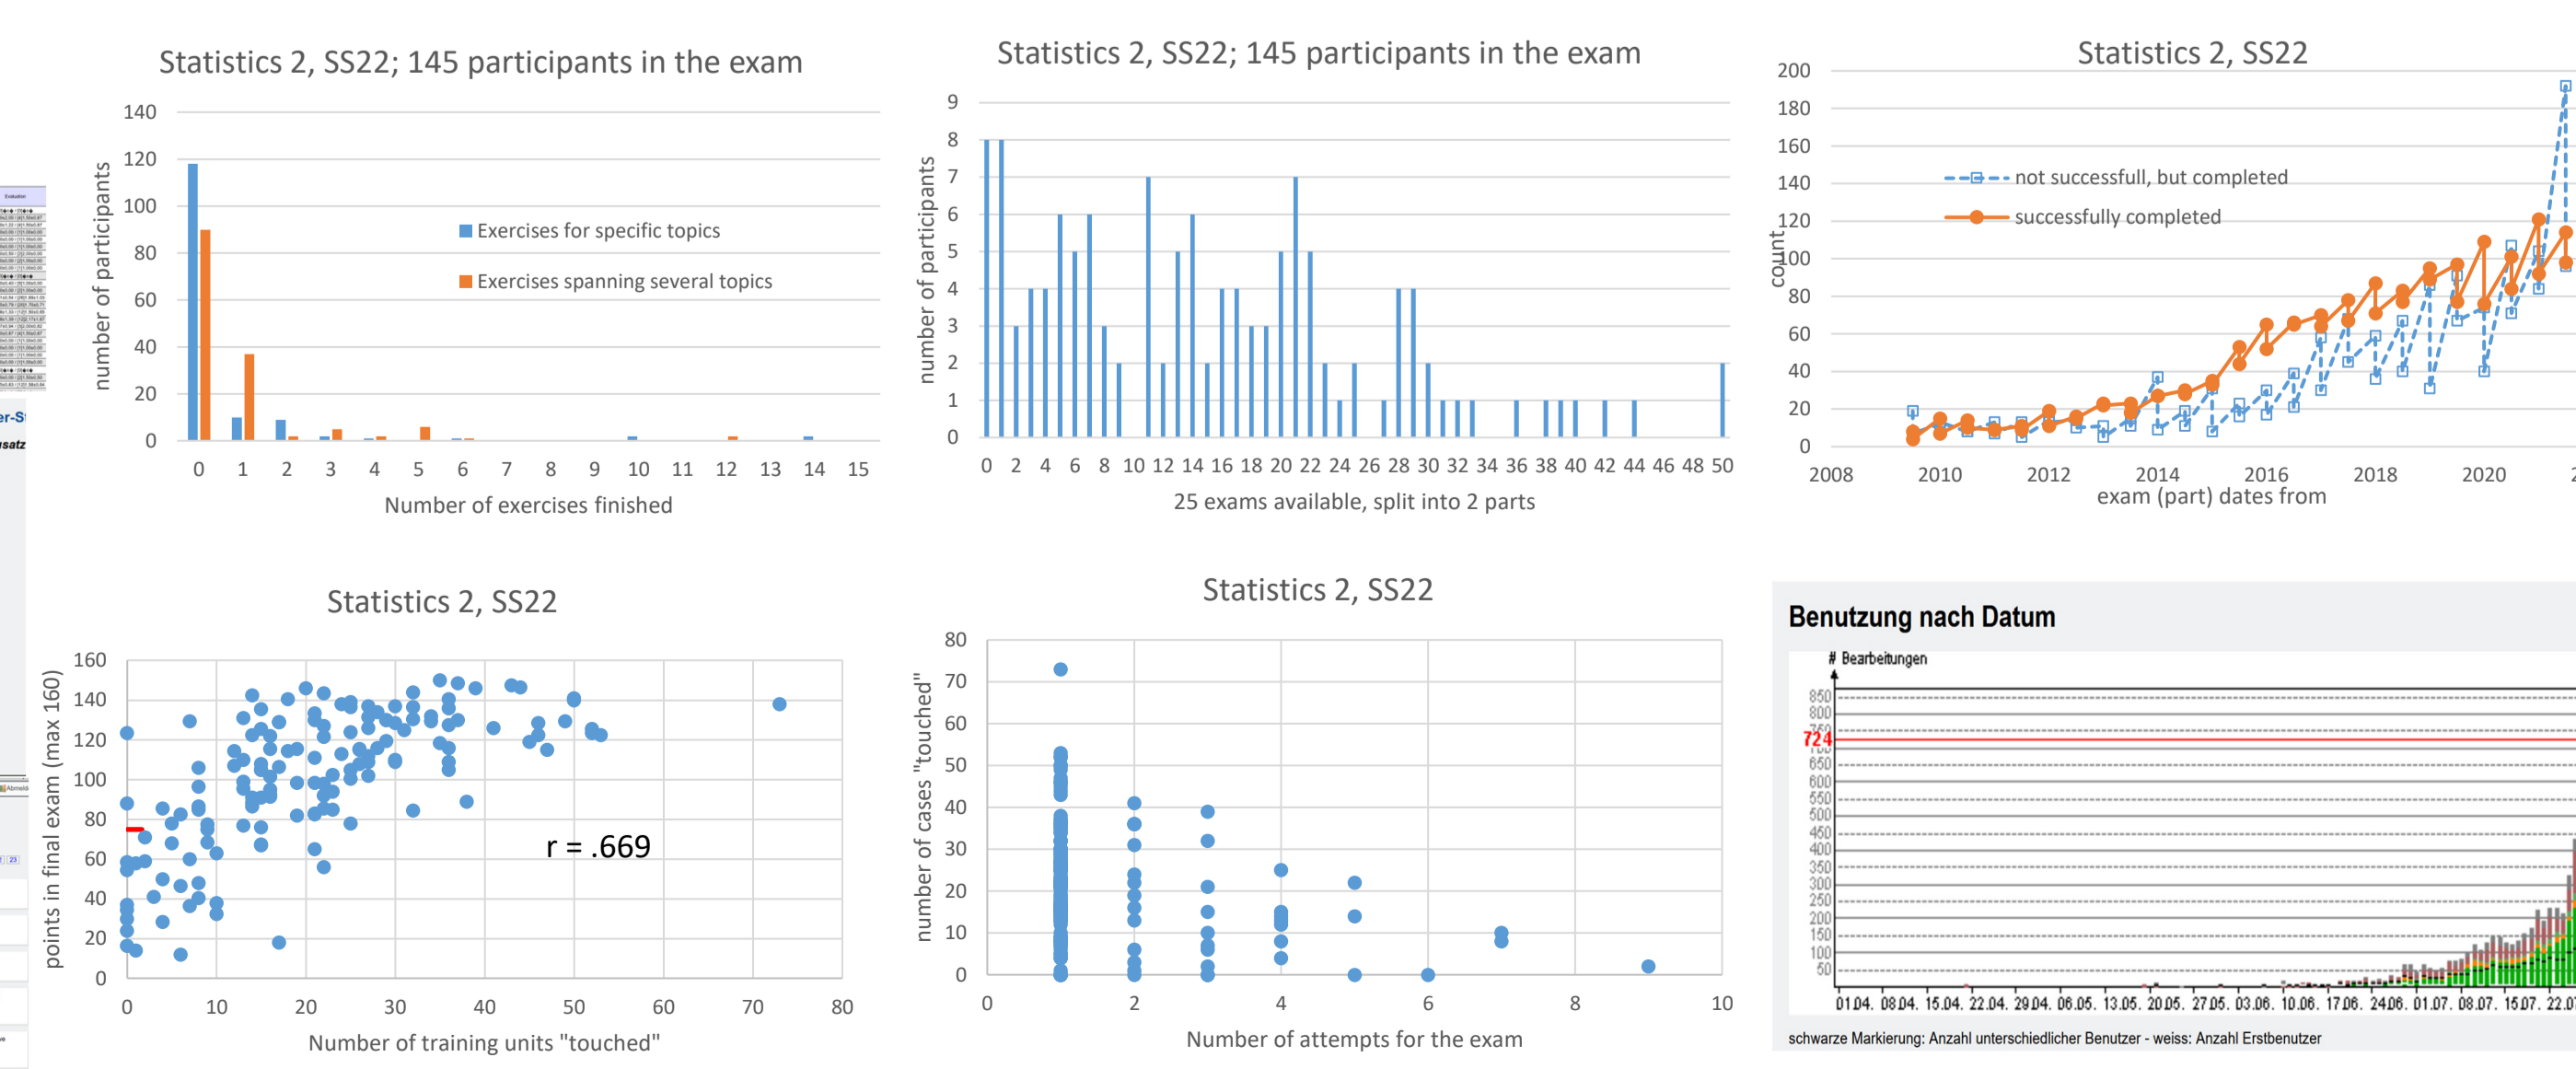 Statistics 2, SS22; 145 participants in the exam
number of participants
140
120
100
80
60
40
20
0
Exercises for specific topics
Exercises spanning several topics
0 1 2 3 4 5 6 7 8 9 10 11 12 13 14 15
Number of exercises finished
Statistics 2, SS22; 145 participants in the exam
number of participants
9
8
7
6
5
4
3
2
1
0
0 2 4 6 8 10 12 14 16 18 20 22 24 26 28 30 32 34 36 38 40 42 44 46 48 50
25 exams available, split into 2 parts
Statistics 2, SS22
count
200
180
160
140
120
100
80
60
40
20
0
not successfull, but completed
successfully completed
2008 2010 2012 2014 2016 2018 2020
exam (part) dates from
Evaluation
er-S
usatz
Abmeld
23
Statistics 2, SS22
points in final exam (max 160)
160
140
120
100
80
60
40
20
0
r = .669
0 10 20 30 40 50 60 70 80
Number of training units "touched"
Statistics 2, SS22
number of cases "touched"
80
70
60
50
40
30
20
10
0
0 2 4 6 8 10
Number of attempts for the exam
Benutzung nach Datum
# Bearbeitungen
850
800
750
724
700
650
600
550
500
450
400
350
300
250
200
150
100
50
01.04. 08.04. 15.04. 22.04. 29.04. 06.05. 13.05. 20.05. 27.05. 03.06. 10.06. 17.06. 24.06. 01.07. 08.07. 15.07. 22.0
schwarze Markierung: Anzahl unterschiedlicher Benutzer - weiss: Anzahl Erstbenutzer